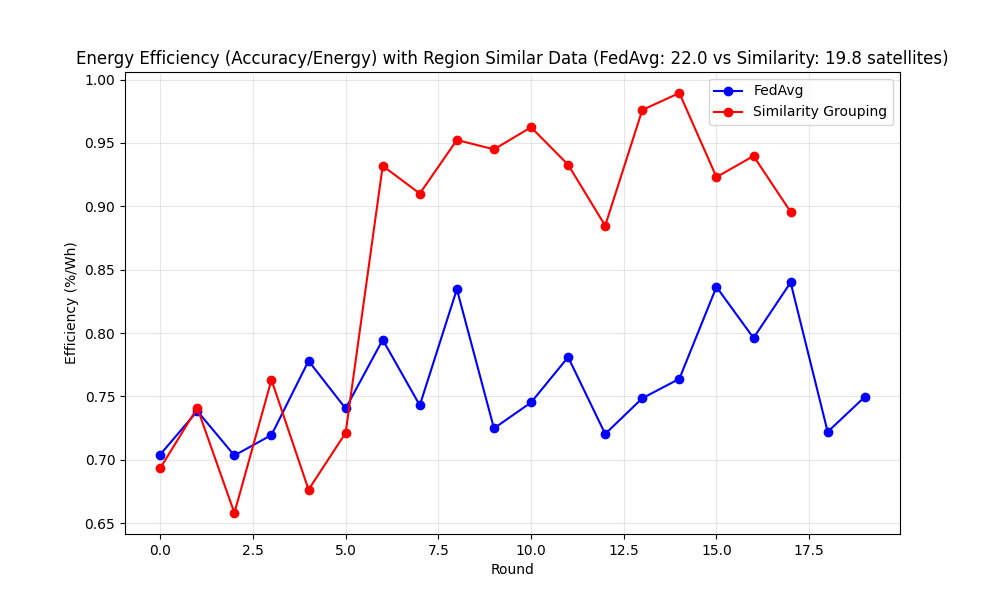 Energy Efficiency (Accuracy/Energy) with Region Similar Data (FedAvg: 22.0 vs Similarity: 19.8 satellites)
FedAvg
Similarity Grouping
Efficiency (%/Wh)
1.00
0.95
0.90
0.85
0.80
0.75
0.70
0.65
0.0 2.5 5.0 7.5 10.0 12.5 15.0 17.5
Round